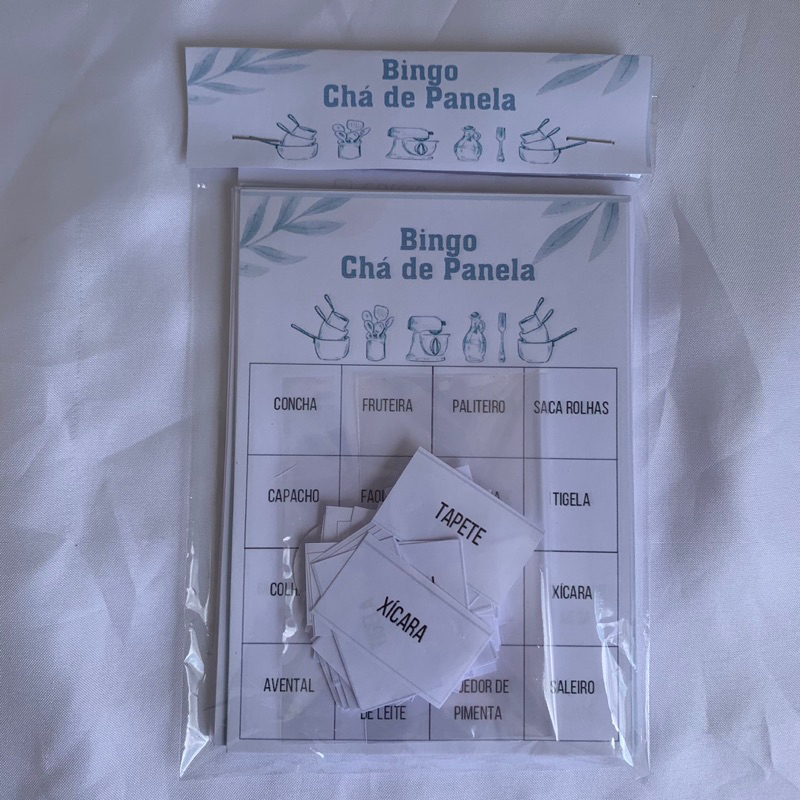 Bingo
Chá de Panela
Bingo
Chá de Panela
CONCHA FRUTEIRA PALITEIRO SACA ROLHAS
CAPACHO TIGELA
TAPETE
XÍCARA
XÍCARA
AVENTAL DE LEITE DE PIMENTA SALEIRO